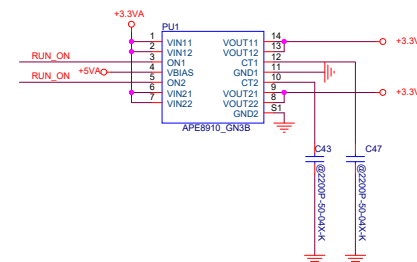 +3.3VA
PU1
1 VIN11 VOUT11 14
2 VIN12 VOUT12 13
RUN_ON 3 ON1 CT1 12
+5VA 4 VBIAS GND1 11
RUN_ON 5 ON2 CT2 10
6 VIN21 VOUT21 9
7 VIN22 VOUT22 8
GND2 S1
APE8910_GN3B
+3.3V
+3.3V
C43
@2200P-50-04X-K
C47
@2200P-50-04X-K